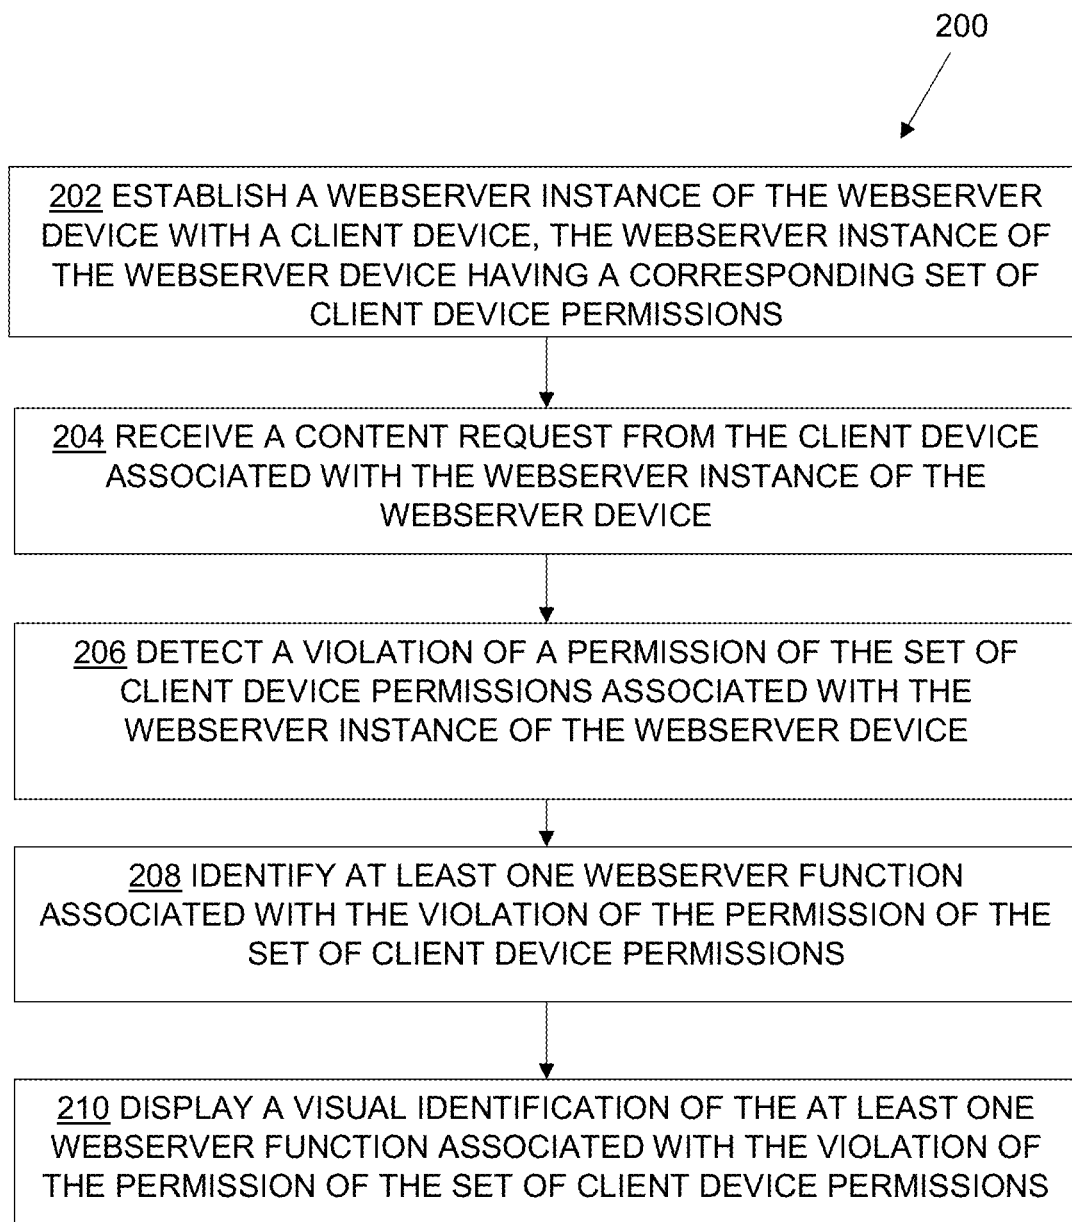 200
202 ESTABLISH A WEBSERVER INSTANCE OF THE WEBSERVER
DEVICE WITH A CLIENT DEVICE, THE WEBSERVER INSTANCE OF
THE WEBSERVER DEVICE HAVING A CORRESPONDING SET OF
CLIENT DEVICE PERMISSIONS
204 RECEIVE A CONTENT REQUEST FROM THE CLIENT DEVICE
ASSOCIATED WITH THE WEBSERVER INSTANCE OF THE
WEBSERVER DEVICE
206 DETECT A VIOLATION OF A PERMISSION OF THE SET OF
CLIENT DEVICE PERMISSIONS ASSOCIATED WITH THE
WEBSERVER INSTANCE OF THE WEBSERVER DEVICE
208 IDENTIFY AT LEAST ONE WEBSERVER FUNCTION
ASSOCIATED WITH THE VIOLATION OF THE PERMISSION OF THE
SET OF CLIENT DEVICE PERMISSIONS
210 DISPLAY A VISUAL IDENTIFICATION OF THE AT LEAST ONE
WEBSERVER FUNCTION ASSOCIATED WITH THE VIOLATION OF
THE PERMISSION OF THE SET OF CLIENT DEVICE PERMISSIONS